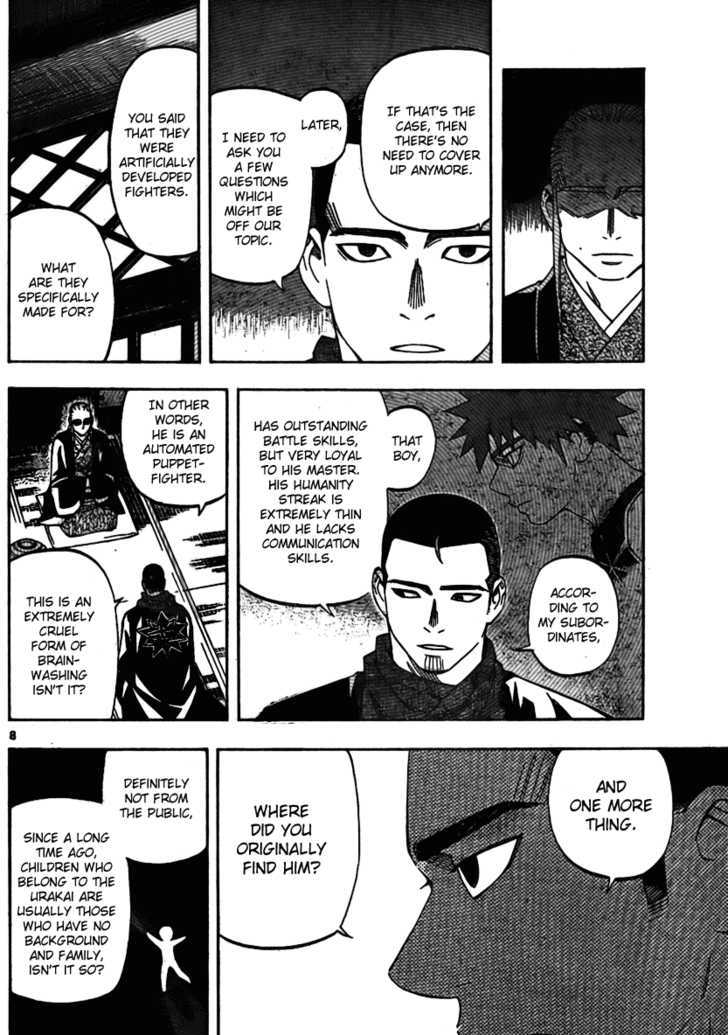 IF THAT'S THE
CASE, THEN
THERE'S NO
NEED TO COVER
UP ANYMORE.
LATER,
I NEED TO
ASK YOU
A FEW
QUESTIONS
WHICH
MIGHT BE
OFF OUR
TOPIC.
YOU SAID
THAT THEY
WERE
ARTIFICIALLY
DEVELOPED
FIGHTERS.
WHAT
ARE THEY
SPECIFICALLY
MADE FOR?
THAT
BOY,
ACCOR-
DING TO
MY SUBOR-
DINATES,
HAS OUTSTANDING
BATTLE SKILLS,
BUT VERY LOYAL
TO HIS MASTER.
HIS HUMANITY
STREAK IS
EXTREMELY THIN
AND HE LACKS
COMMUNICATION
SKILLS.
IN OTHER
WORDS,
HE IS AN
AUTOMATED
PUPPET-
FIGHTER.
THIS IS AN
EXTREMELY
CRUEL
FORM OF
BRAIN-
WASHING
ISN'T IT?
8
AND
ONE MORE
THING.
WHERE
DID YOU
ORIGINALLY
FIND HIM?
DEFINITELY
NOT FROM
THE PUBLIC,
SINCE A LONG
TIME AGO,
CHILDREN WHO
BELONG TO THE
URAKAI ARE
USUALLY THOSE
WHO HAVE NO
BACKGROUND
AND FAMILY,
ISN'T IT SO?